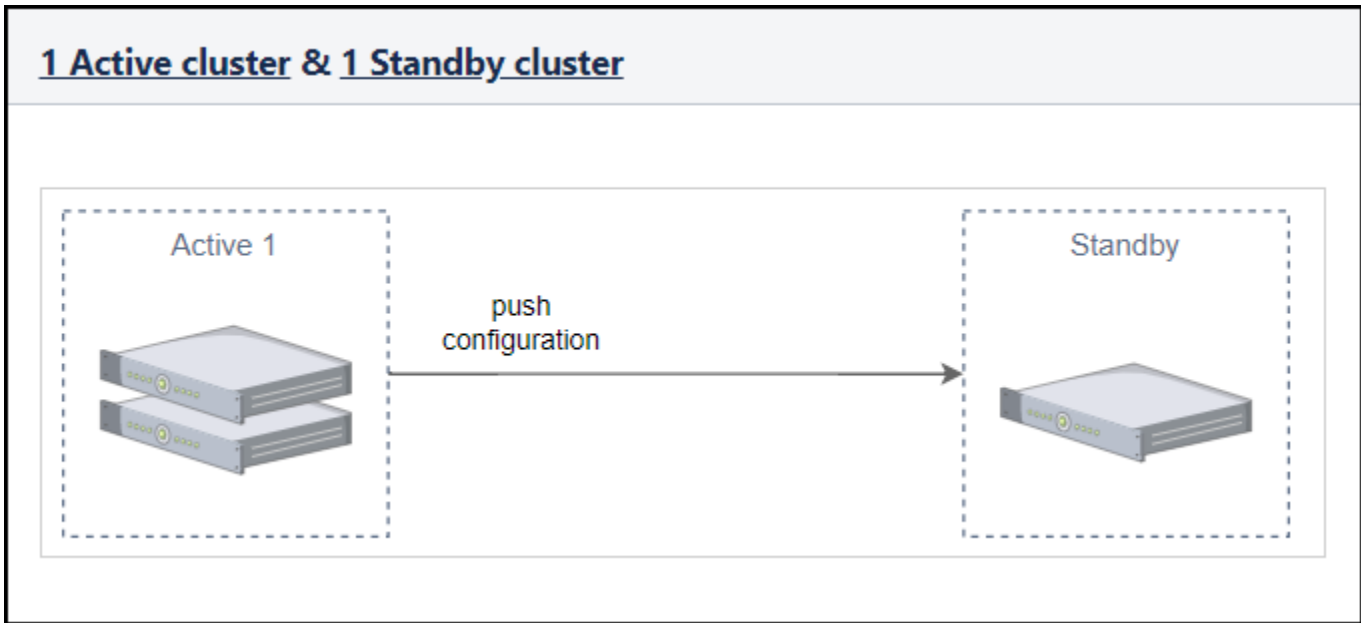 1 Active cluster & 1 Standby cluster
Active 1
Standby
push
configuration